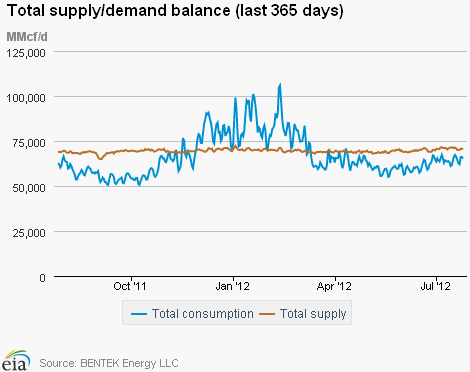 Total supply/demand balance (last 365 days)
MMcf/d
125,000
100,000
75,000
50,000
25,000
0
Oct '11 Jan '12 Apr '12 Jul '12
Total consumption Total supply
eia Source: BENTEK Energy LLC